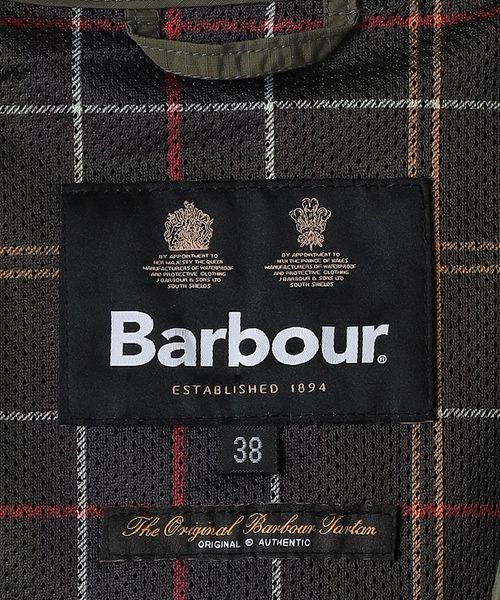 BY APPOINTMENT TO
HER MAJESTY THE QUEEN
MANUFACTURERS OF WATERPROOF
AND PROTECTIVE CLOTHING
J BARBOUR & SONS LTD
SOUTH SHIELDS
BY APPOINTMENT TO
HRH THE PRINCE OF WALES
MANUFACTURERS OF WATERPROOF
AND PROTECTIVE CLOTHING
J BARBOUR & SONS LTD
SOUTH SHIELDS
Barbour®
ESTABLISHED 1894
38
The Original Barbour Tartan
ORIGINAL © AUTHENTIC